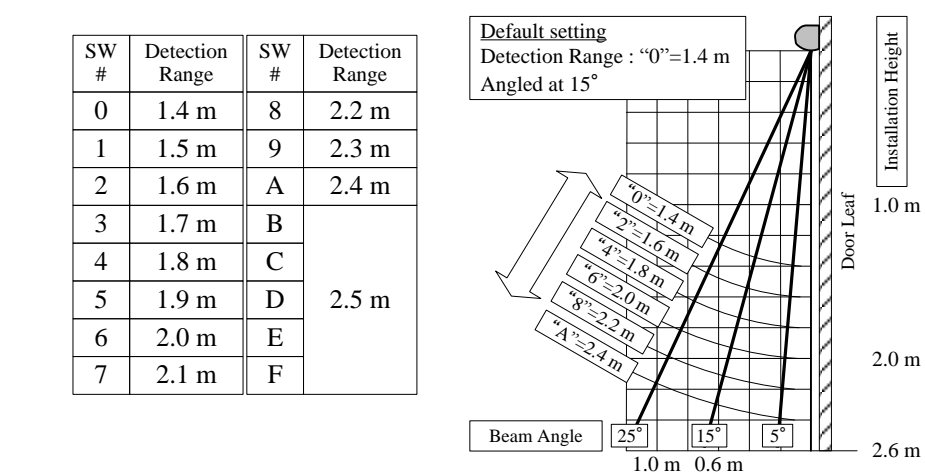 SW # Detection Range SW # Detection Range
0 1.4 m 8 2.2 m
1 1.5 m 9 2.3 m
2 1.6 m A 2.4 m
3 1.7 m B
4 1.8 m C
5 1.9 m D 2.5 m
6 2.0 m E
7 2.1 m F
Default setting
Detection Range : “0”=1.4 m
Angled at 15°
Installation Height
Door Leaf
1.0 m
“0”=1.4 m
“2”=1.6 m
“4”=1.8 m
“6”=2.0 m
“8”=2.2 m
“A”=2.4 m
2.0 m
Beam Angle 25° 15° 5°
2.6 m
1.0 m 0.6 m